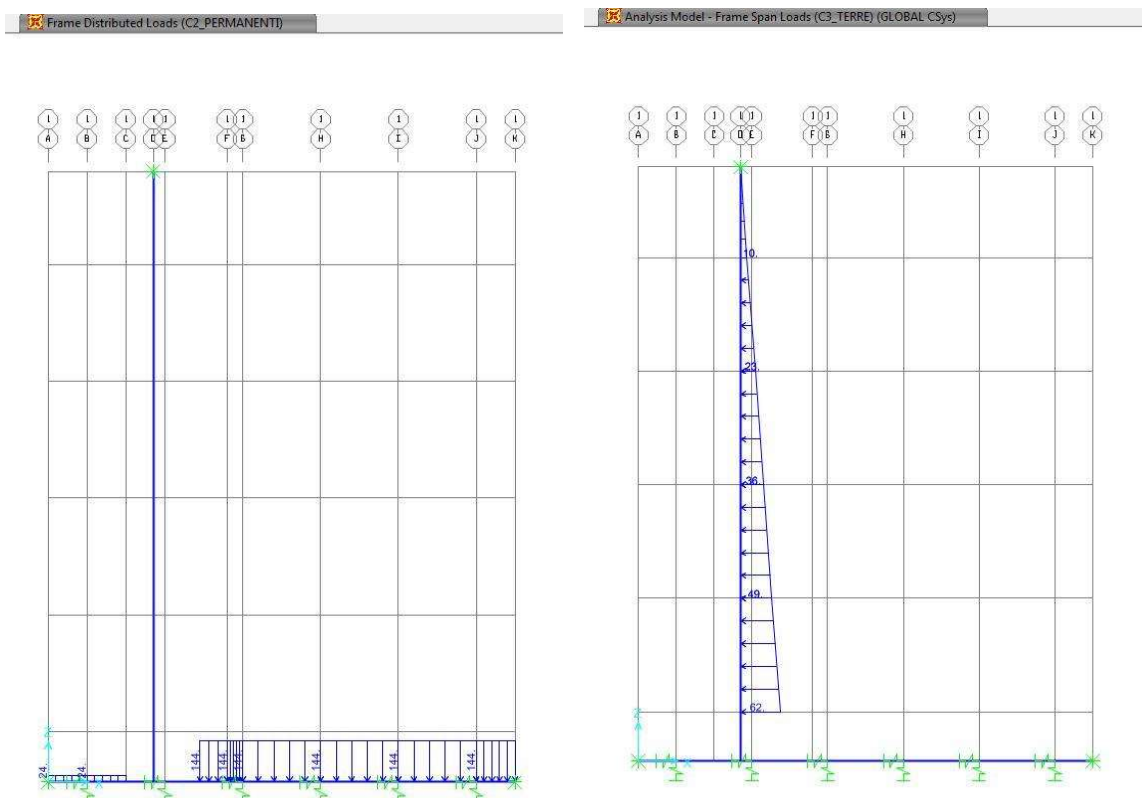 Frame Distributed Loads (C2_PERMANENTI)
1 1 1 1 1 1 1 1 1 1 1
A B C D E F B H I J K
24. 24. 144. 144. 144. 144. 144. 144.
Z
Analysis Model - Frame Span Loads (C3_TERRE) (GLOBAL CSys)
1 1 1 1 1 1 1 1 1 1 1
A B C D E F B H I J K
10.
23.
36.
49.
62.
Z